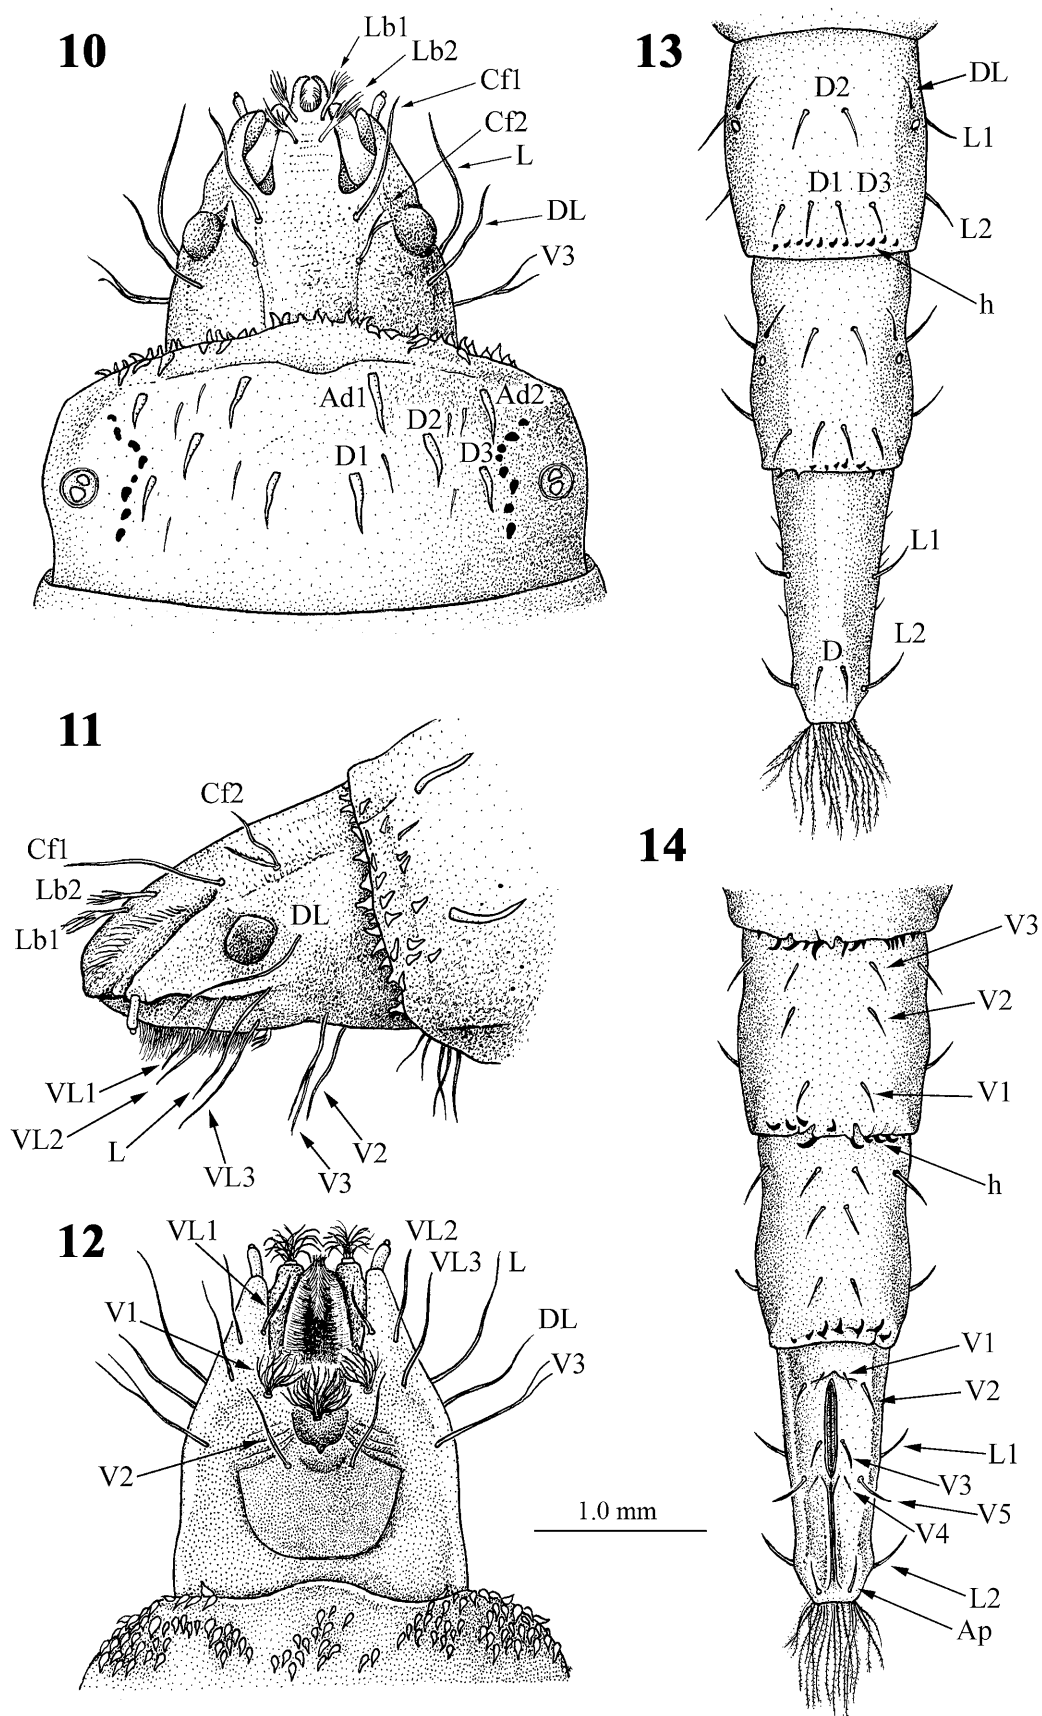 10
Lb1
Lb2
Cf1
Cf2
L
DL
V3
Ad1
Ad2
D2
D1
D3
11
Cf2
Cf1
Lb2
Lb1
DL
VL1
VL2
L
VL3
V3
V2
12
VL1
VL2
VL3
L
V1
DL
V3
V2
1.0 mm
13
D2
DL
L1
D1
D3
L2
h
L1
D
L2
14
V3
V2
V1
h
V1
V2
L1
V3
V5
V4
L2
Ap